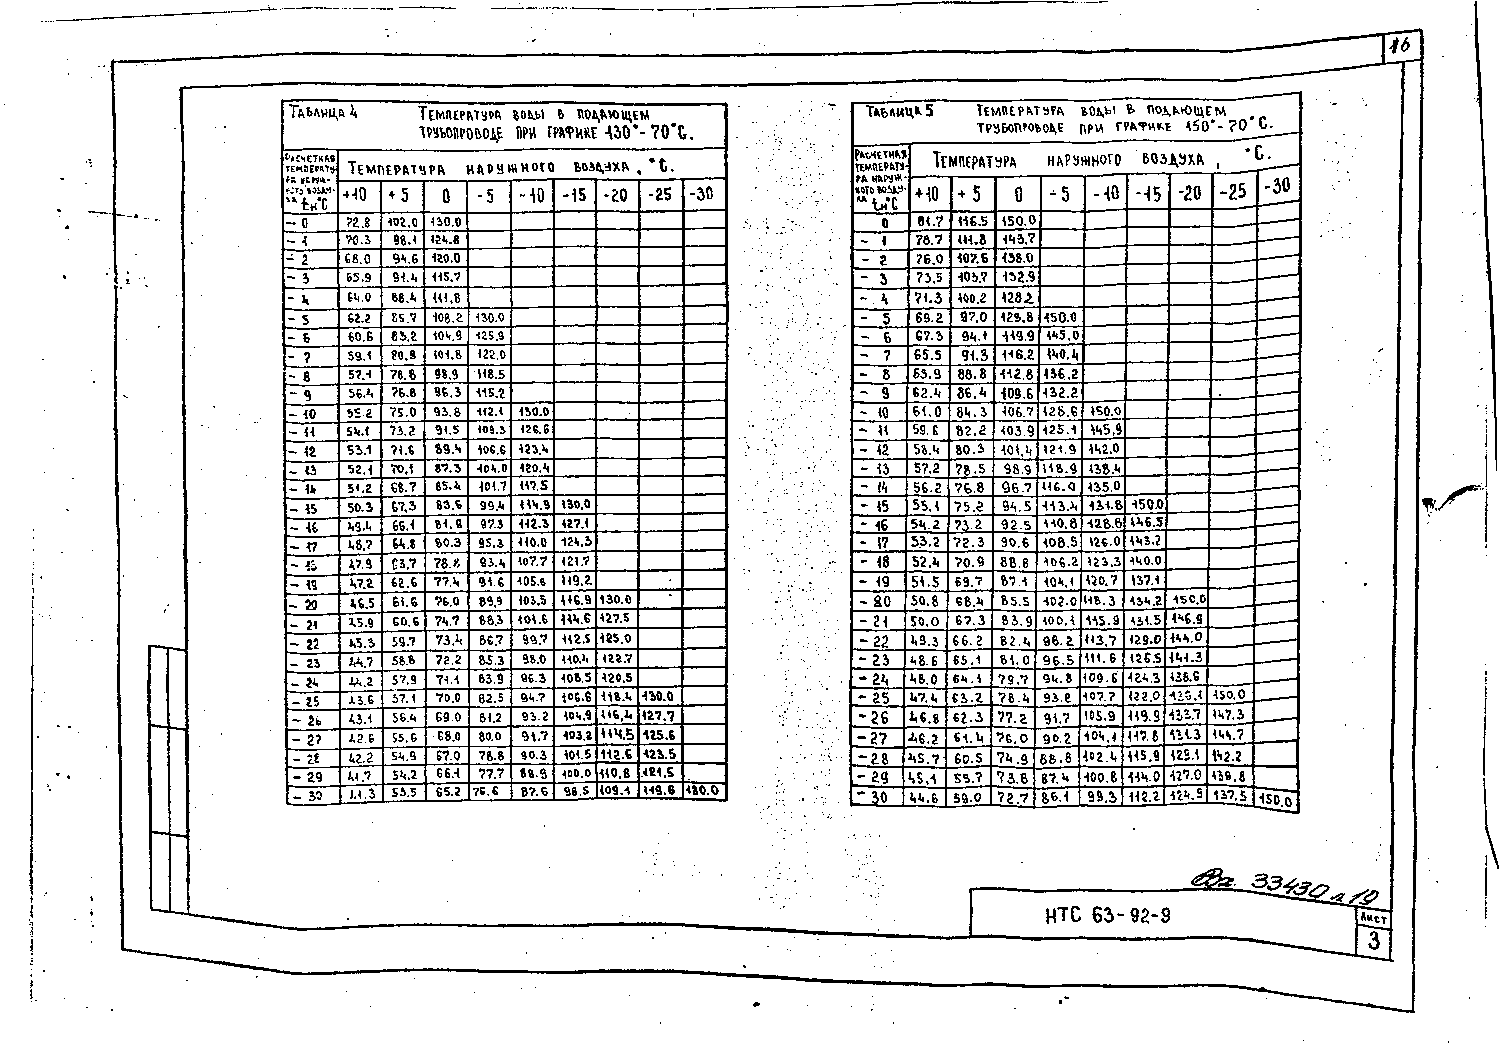 16
Таблица 4 Температура воды в подающем
трубопроводе при графике 130°-70°С.
Расчетная температура наружного воздуха tн°С
Температура наружного воздуха, °С.
+10 +5 0 -5 -10 -15 -20 -25 -30
-0 72.8 102.0 130.0
-1 70.3 98.1 124.8
-2 68.0 94.6 120.0
-3 65.9 91.4 115.7
-4 64.0 88.4 111.8
-5 62.2 85.7 108.2 130.0
-6 60.6 83.2 104.9 125.9
-7 59.1 80.8 101.8 122.0
-8 57.1 78.8 98.9 118.5
-9 56.4 76.8 96.3 115.2
-10 55.2 75.0 93.8 112.1 130.0
-11 54.1 73.2 91.5 109.3 126.6
-12 53.1 71.6 89.4 106.6 123.4
-13 52.1 70.1 87.3 104.0 120.4
-14 51.2 68.7 85.4 101.7 117.5
-15 50.3 67.3 83.6 99.4 114.9 130.0
-16 49.4 66.1 81.9 97.3 112.3 127.1
-17 48.7 64.8 80.3 95.3 110.0 124.3
-18 47.9 63.7 78.8 93.4 107.7 121.7
-19 47.2 62.6 77.4 91.6 105.6 119.2
-20 46.5 61.6 76.0 89.9 103.5 116.9 130.0
-21 45.9 60.6 74.7 88.3 101.6 114.6 127.5
-22 45.3 59.7 73.4 86.7 99.7 112.5 125.0
-23 44.7 58.8 72.2 85.3 98.0 110.4 122.7
-24 44.2 57.9 71.1 83.9 96.3 108.5 120.5
-25 43.6 57.1 70.0 82.5 94.7 106.6 118.4 130.0
-26 43.1 56.4 69.0 81.2 93.2 104.9 116.4 127.7
-27 42.6 55.6 68.0 80.0 91.7 103.2 114.5 125.6
-28 42.2 54.9 67.0 78.8 90.3 101.5 112.6 123.5
-29 41.7 54.2 66.1 77.7 88.9 100.0 110.8 121.5
-30 41.3 53.5 65.2 76.6 87.6 98.5 109.1 119.6 130.0
Таблица 5 Температура воды в подающем
трубопроводе при графике 150°-70°С.
Расчетная температура наружного воздуха tн°С
Температура наружного воздуха, °С.
+10 +5 0 -5 -10 -15 -20 -25 -30
0 81.7 116.5 150.0
-1 78.7 111.8 143.7
-2 76.0 107.6 138.0
-3 73.5 103.7 132.9
-4 71.3 100.2 128.2
-5 69.2 97.0 123.8 150.0
-6 67.3 94.1 119.9 145.0
-7 65.5 91.3 116.2 140.4
-8 63.9 88.8 112.8 136.2
-9 62.4 86.4 109.6 132.2
-10 61.0 84.3 106.7 128.6 150.0
-11 59.6 82.2 103.9 125.1 145.9
-12 58.4 80.3 101.4 121.9 142.0
-13 57.2 78.5 98.9 118.9 138.4
-14 56.2 76.8 96.7 116.0 135.0
-15 55.1 75.2 94.5 113.4 131.8 150.0
-16 54.2 73.2 92.5 110.8 128.8 146.5
-17 53.2 72.3 90.6 108.5 126.0 143.2
-18 52.4 70.9 88.8 106.2 123.3 140.0
-19 51.5 69.7 87.1 104.1 120.7 137.1
-20 50.8 68.4 85.5 102.0 118.3 134.2 150.0
-21 50.0 67.3 83.9 100.1 115.9 131.5 146.9
-22 49.3 66.2 82.4 98.2 113.7 129.0 144.0
-23 48.6 65.1 81.0 96.5 111.6 126.5 141.3
-24 48.0 64.1 79.7 94.8 109.6 124.3 138.6
-25 47.4 63.2 78.4 93.2 107.7 122.0 136.1 150.0
-26 46.8 62.3 77.2 91.7 105.9 119.9 133.7 147.3
-27 46.2 61.4 76.0 90.2 104.1 117.8 131.3 144.7
-28 45.7 60.5 74.9 88.8 102.4 115.9 129.1 142.2
-29 45.1 59.7 73.8 87.4 100.8 114.0 127.0 139.8
-30 44.6 59.0 72.7 86.1 99.3 112.2 124.9 137.5 150.0
33430 л 19
НТС 63-92-9
Лист
3